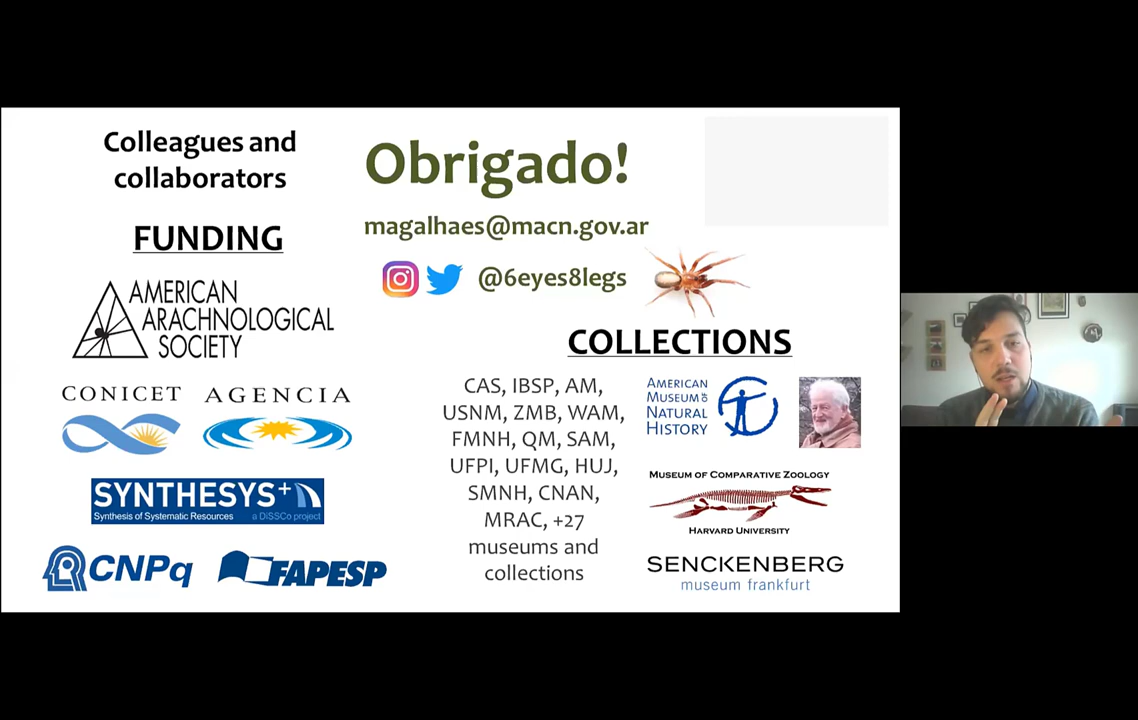 Colleagues and
collaborators
Obrigado!
magalhaes@macn.gov.ar
@6eyes8legs
FUNDING
AMERICAN
ARACHNOLOGICAL
SOCIETY
CONICET
AGENCIA
SYNTHESYS+
Synthesis of Systematic Resources
a DiSSCo project
CNPq
FAPESP
COLLECTIONS
CAS, IBSP, AM,
USNM, ZMB, WAM,
FMNH, QM, SAM,
UFPI, UFMG, HUJ,
SMNH, CNAN,
MRAC, +27
museums and
collections
AMERICAN
MUSEUM OF
NATURAL
HISTORY
MUSEUM OF COMPARATIVE ZOOLOGY
HARVARD UNIVERSITY
SENCKENBERG
museum frankfurt